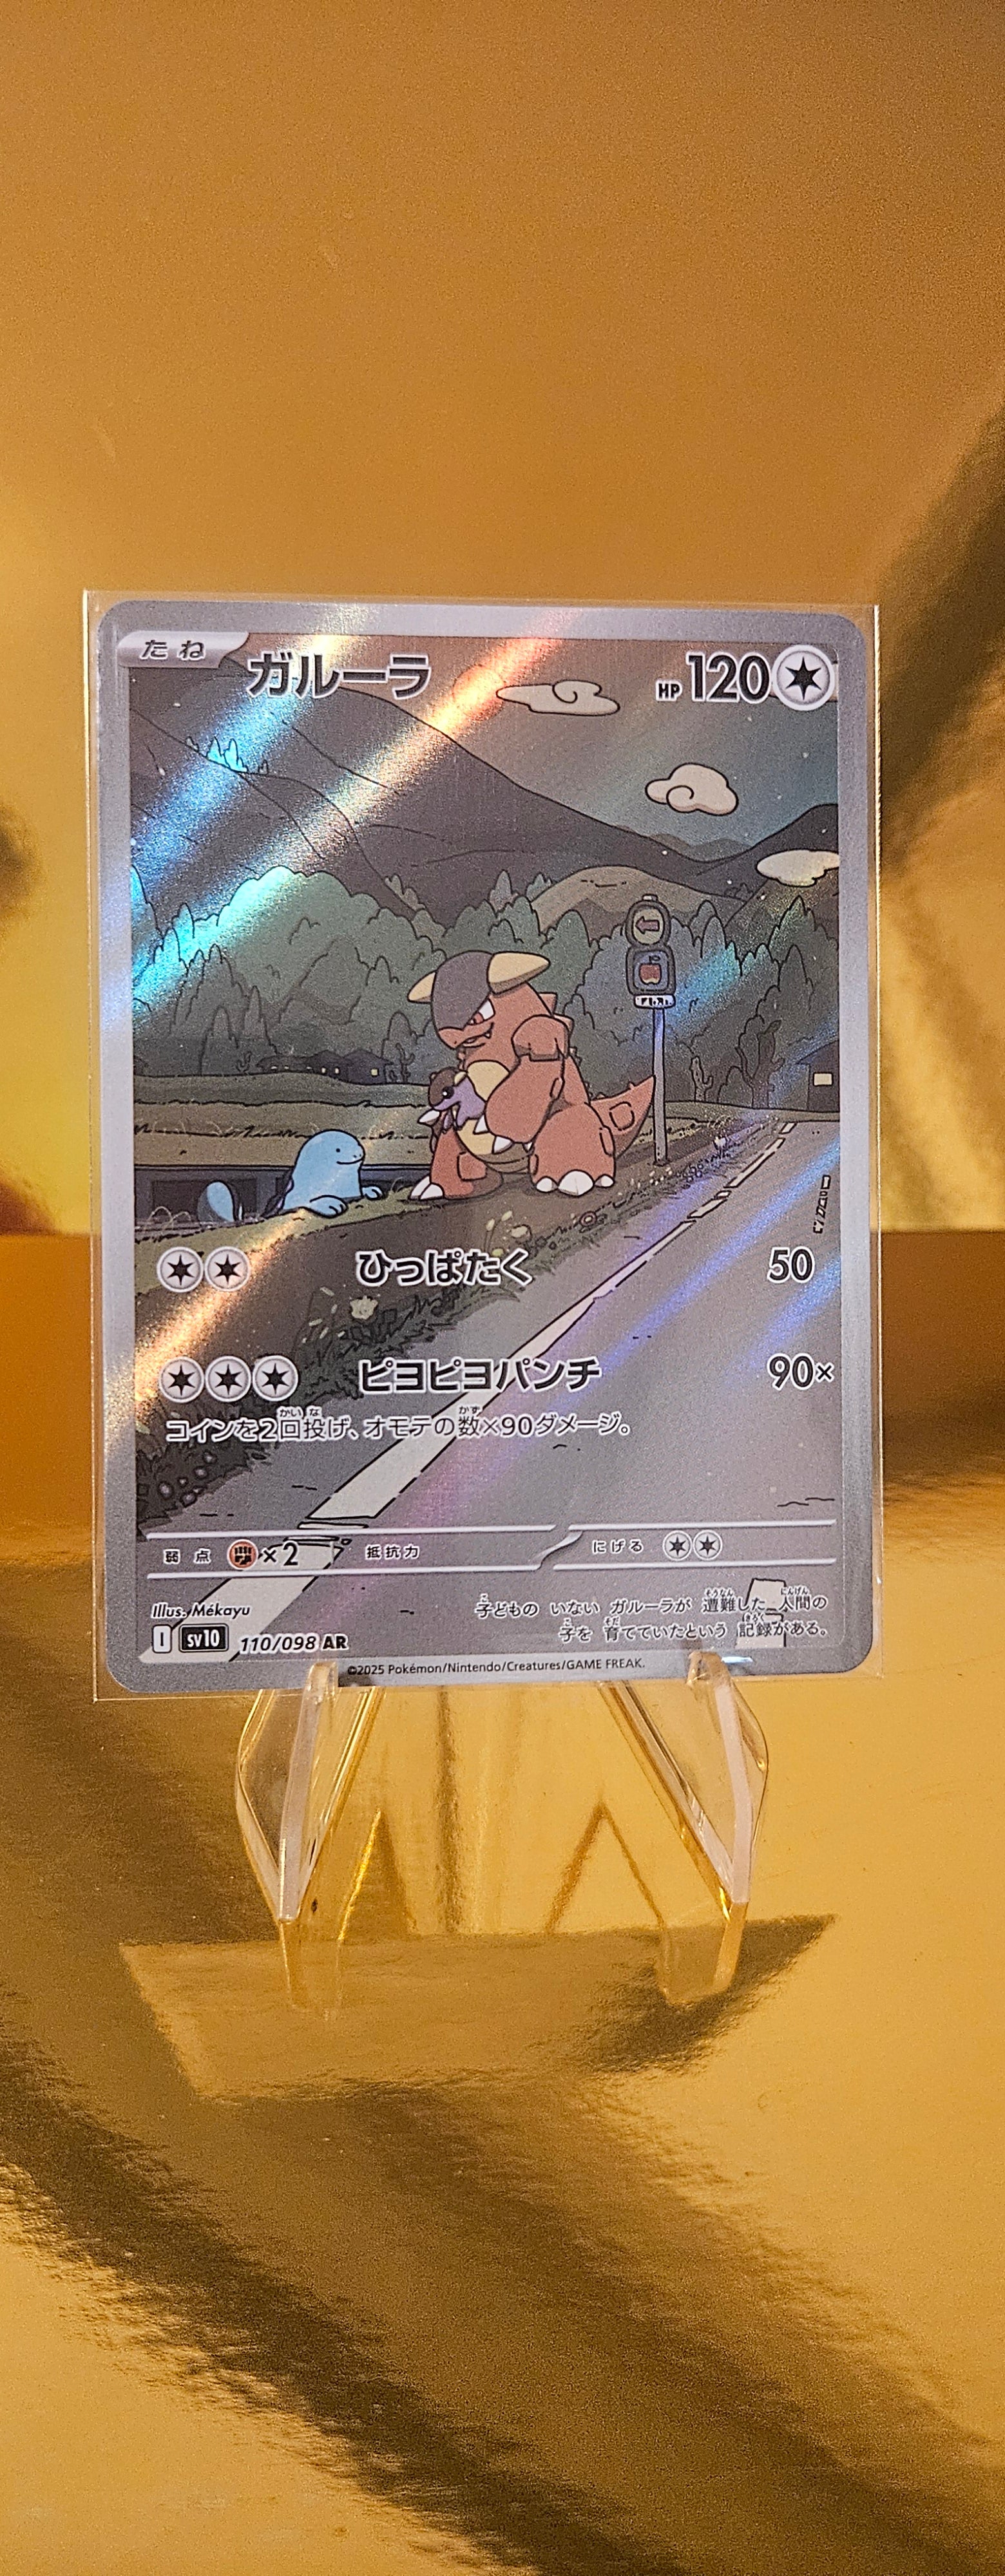 たね ガルーラ HP 120
ひっぱたく 50
ピヨピヨパンチ 90×
コインを2回投げ、オモテの数×90ダメージ。
弱点 ×2 抵抗力 にげる
Illus. Mékayu
子どもの いない ガルーラが 遭難した 人間の
子を 育てていたという 記録がある。
I sv10 110/098 AR
©2025 Pokémon/Nintendo/Creatures/GAME FREAK.